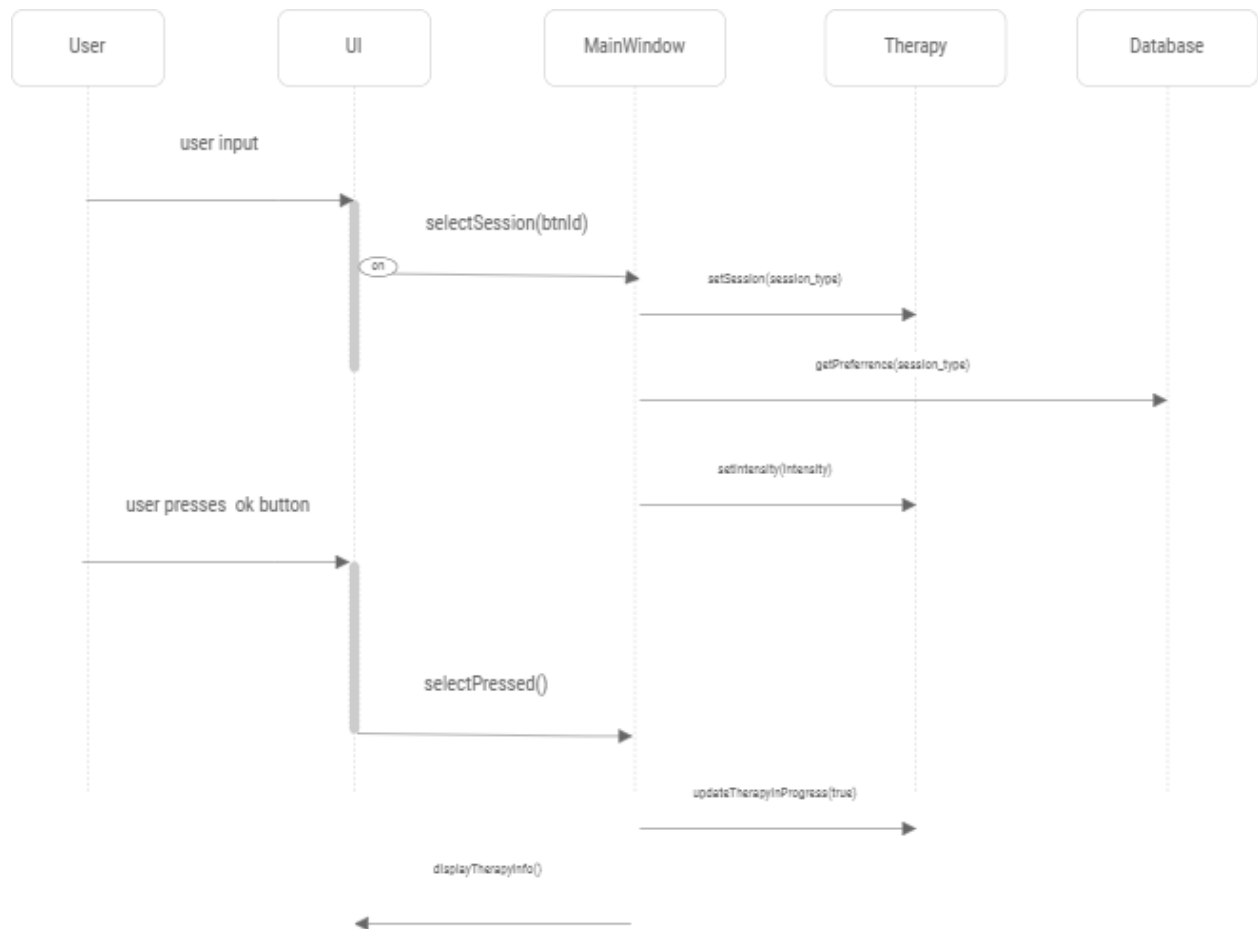 User
UI
MainWindow
Therapy
Database
user input
selectSession(btnId)
on
setSession(session_type)
getPreferrence(session_type)
setIntensity(intensity)
user presses ok button
selectPressed()
updateTherapyInProgress(true)
displayTherapyInfo()